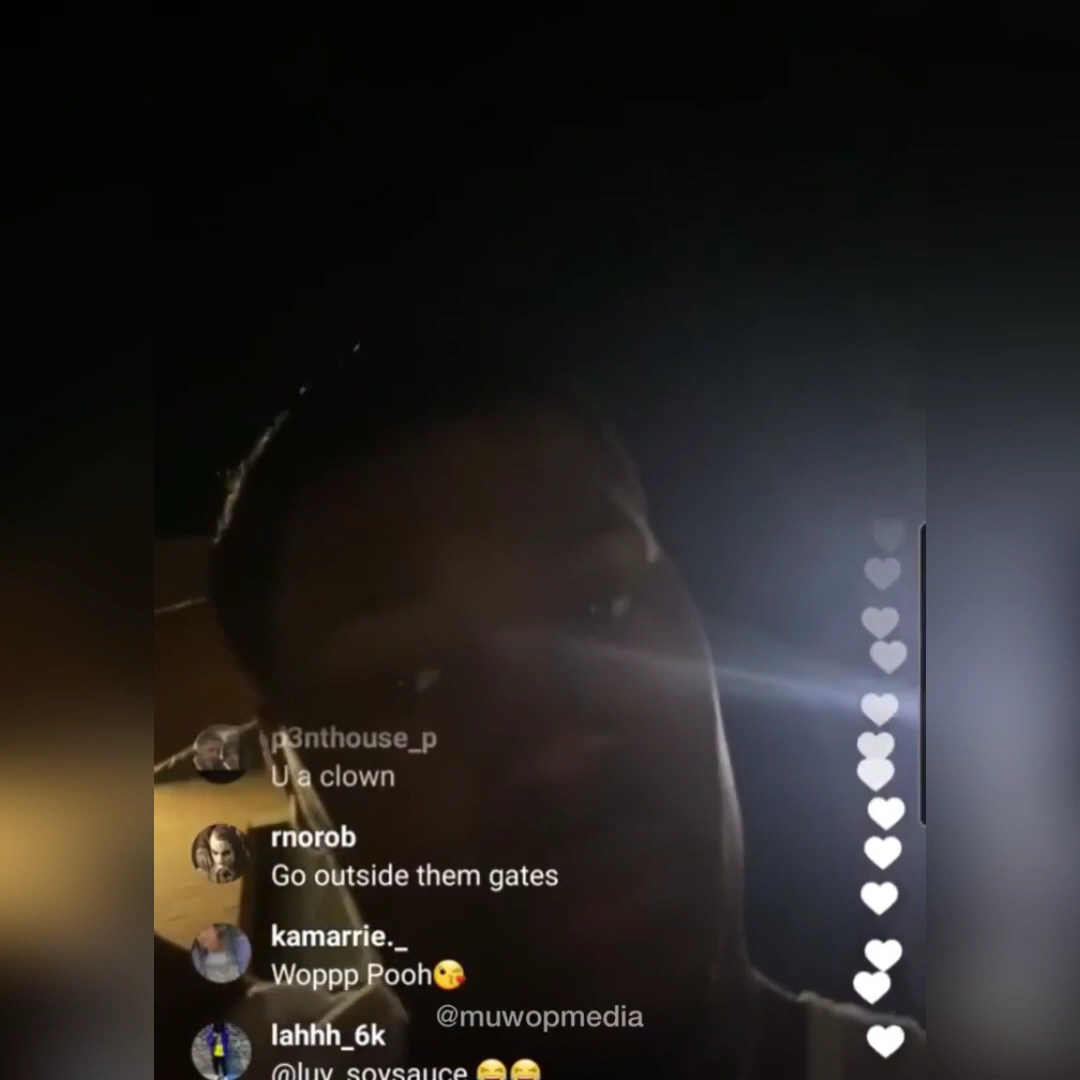 p3nthouse_p
U a clown
rnorob
Go outside them gates
kamarrie._
Woppp Pooh😘
@muwopmedia
lahhh_6k
@luv_soysauce 😄😄